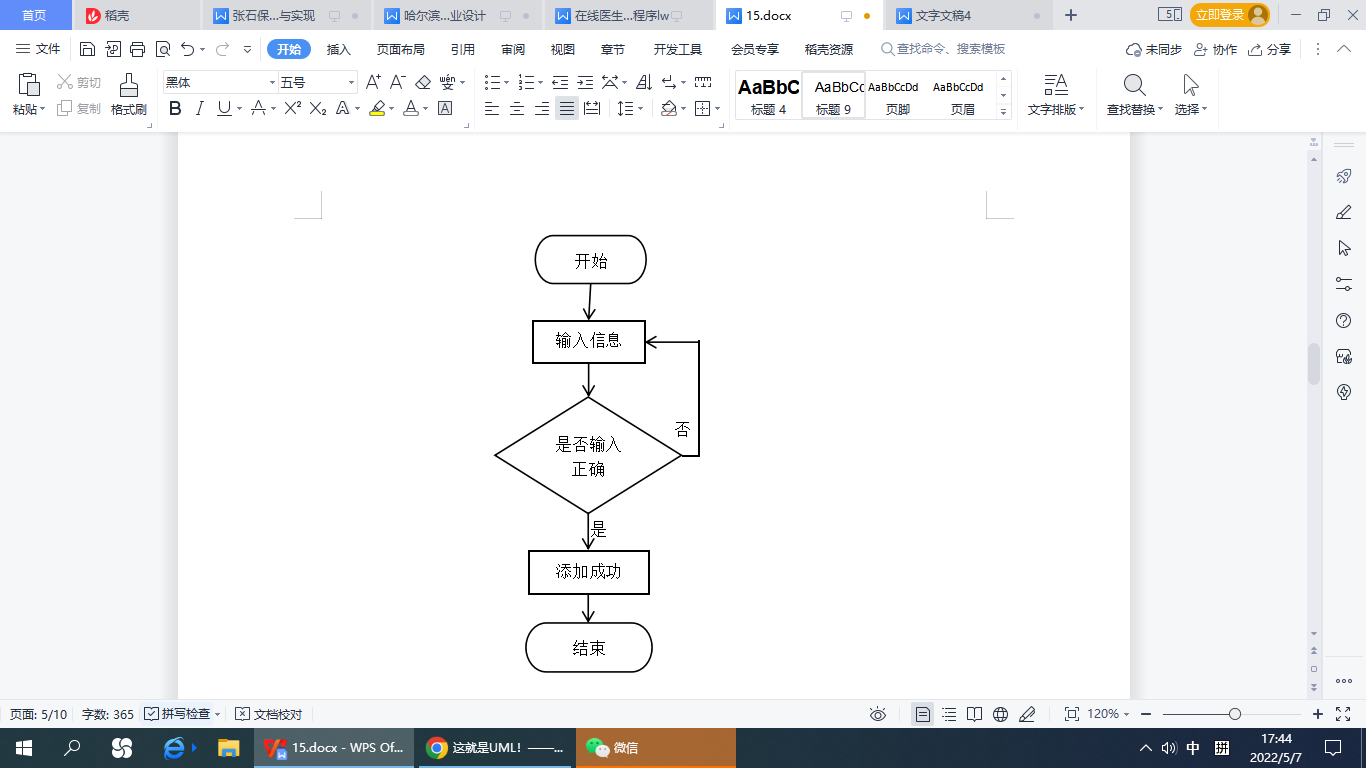 首页
稻壳
张石保...与实现
哈尔滨...业设计
在线医生...程序lw
15.docx
文字文稿4
5
立即登录
文件
开始
插入
页面布局
引用
审阅
视图
章节
开发工具
会员专享
稻壳资源
查找命令、搜索模板
未同步
协作
分享
粘贴
剪切
复制
格式刷
黑体
五号
AaBbC
标题 4
AaBbCc
标题 9
AaBbCcDd
页脚
AaBbCcDd
页眉
文字排版
查找替换
选择
开始
输入信息
是否输入
正确
否
是
添加成功
结束
页面: 5/10
字数: 365
拼写检查
文档校对
120%
15.docx - WPS Of...
这就是UML! ——...
微信
中
拼
17:44
2022/5/7